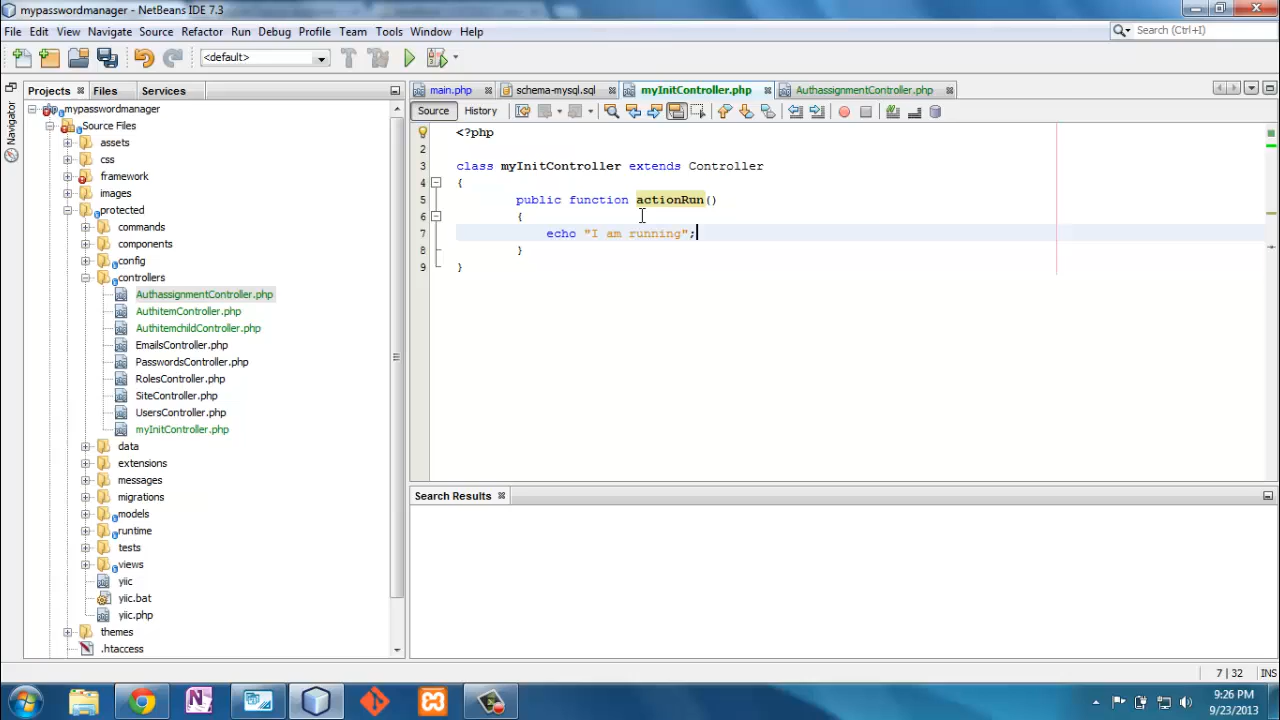 mypasswordmanager - NetBeans IDE 7.3
File Edit View Navigate Source Refactor Run Debug Profile Team Tools Window Help
Search (Ctrl+I)
<default>
Projects Files Services
main.php schema-mysql.sql myInitController.php AuthassignmentController.php
Navigator
Source History
mypasswordmanager
Source Files
assets
css
framework
images
protected
commands
components
config
controllers
AuthassignmentController.php
AuthitemController.php
AuthitemchildController.php
EmailsController.php
PasswordsController.php
RolesController.php
SiteController.php
UsersController.php
myInitController.php
data
extensions
messages
migrations
models
runtime
tests
views
yiic
yiic.bat
yiic.php
themes
.htaccess
<?php
2
3 class myInitController extends Controller
4 {
5 public function actionRun()
6 {
7 echo "I am running";
8 }
9 }
Search Results
7 | 32 INS
9:26 PM
9/23/2013